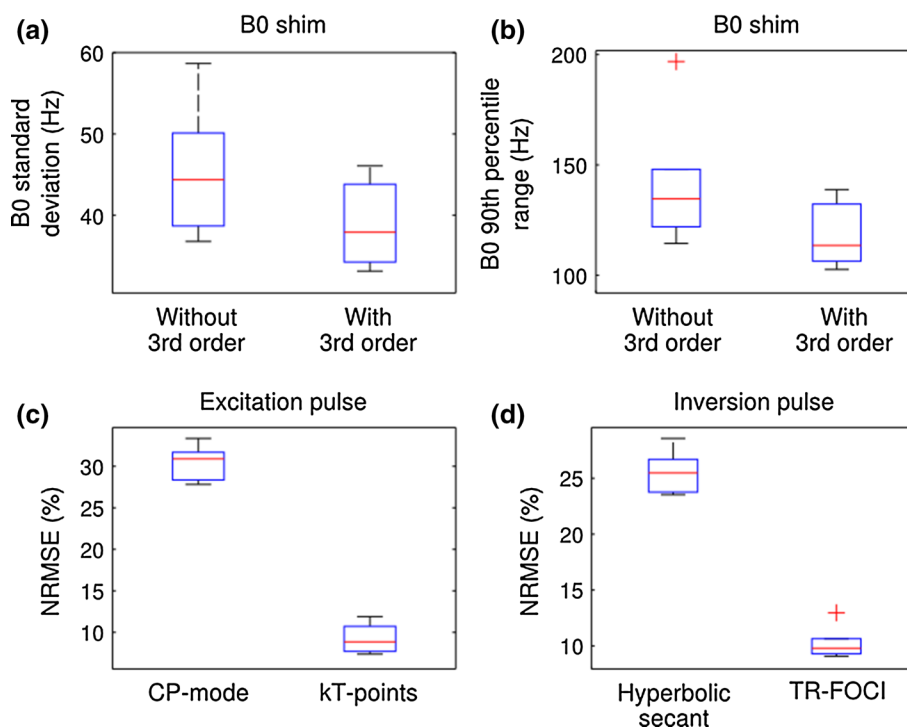 (a)
B0 shim
B0 standard
deviation (Hz)
60
50
40
Without
3rd order
With
3rd order
(b)
B0 shim
B0 90th percentile
range (Hz)
200
150
100
Without
3rd order
With
3rd order
(c)
Excitation pulse
NRMSE (%)
30
25
20
15
10
CP-mode
kT-points
(d)
Inversion pulse
NRMSE (%)
25
20
15
10
Hyperbolic
secant
TR-FOCI